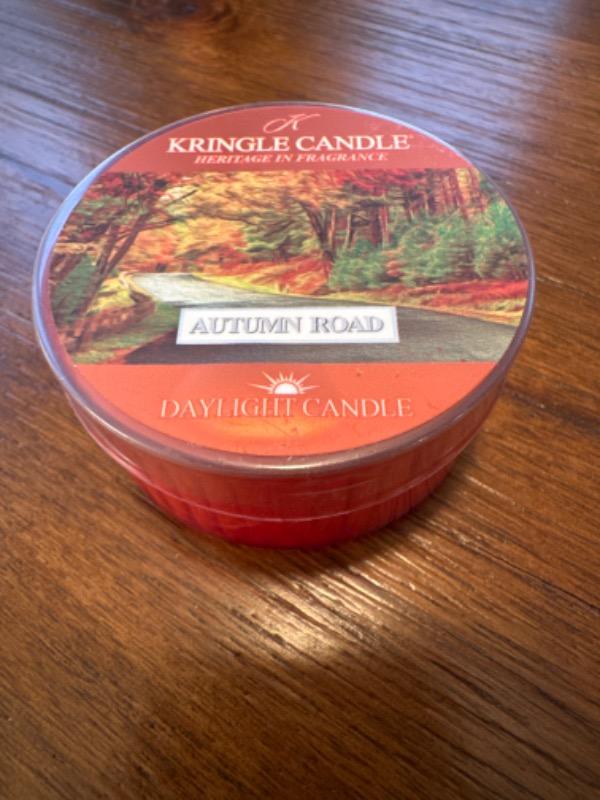 K
KRINGLE CANDLE®
HERITAGE IN FRAGRANCE
AUTUMN ROAD
DAYLIGHT CANDLE